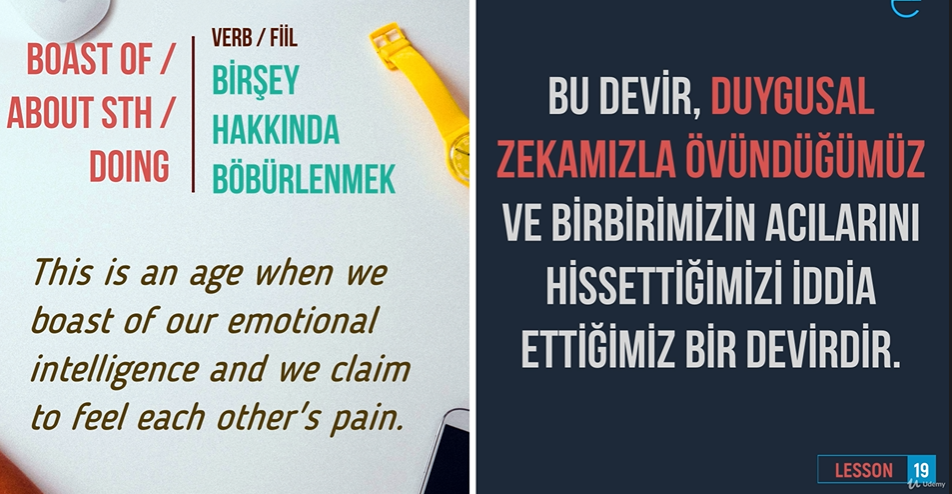 BOAST OF /
ABOUT STH /
DOING
VERB / FİİL
BİRŞEY
HAKKINDA
BÖBÜRLENMEK
This is an age when we
boast of our emotional
intelligence and we claim
to feel each other's pain.
BU DEVİR, DUYGUSAL
ZEKAMIZLA ÖVÜNDÜĞÜMÜZ
VE BİRBİRİMİZİN ACILARINI
HİSSETTİĞİMİZİ İDDİA
ETTİĞİMİZ BİR DEVİRDİR.
LESSON 19
Udemy